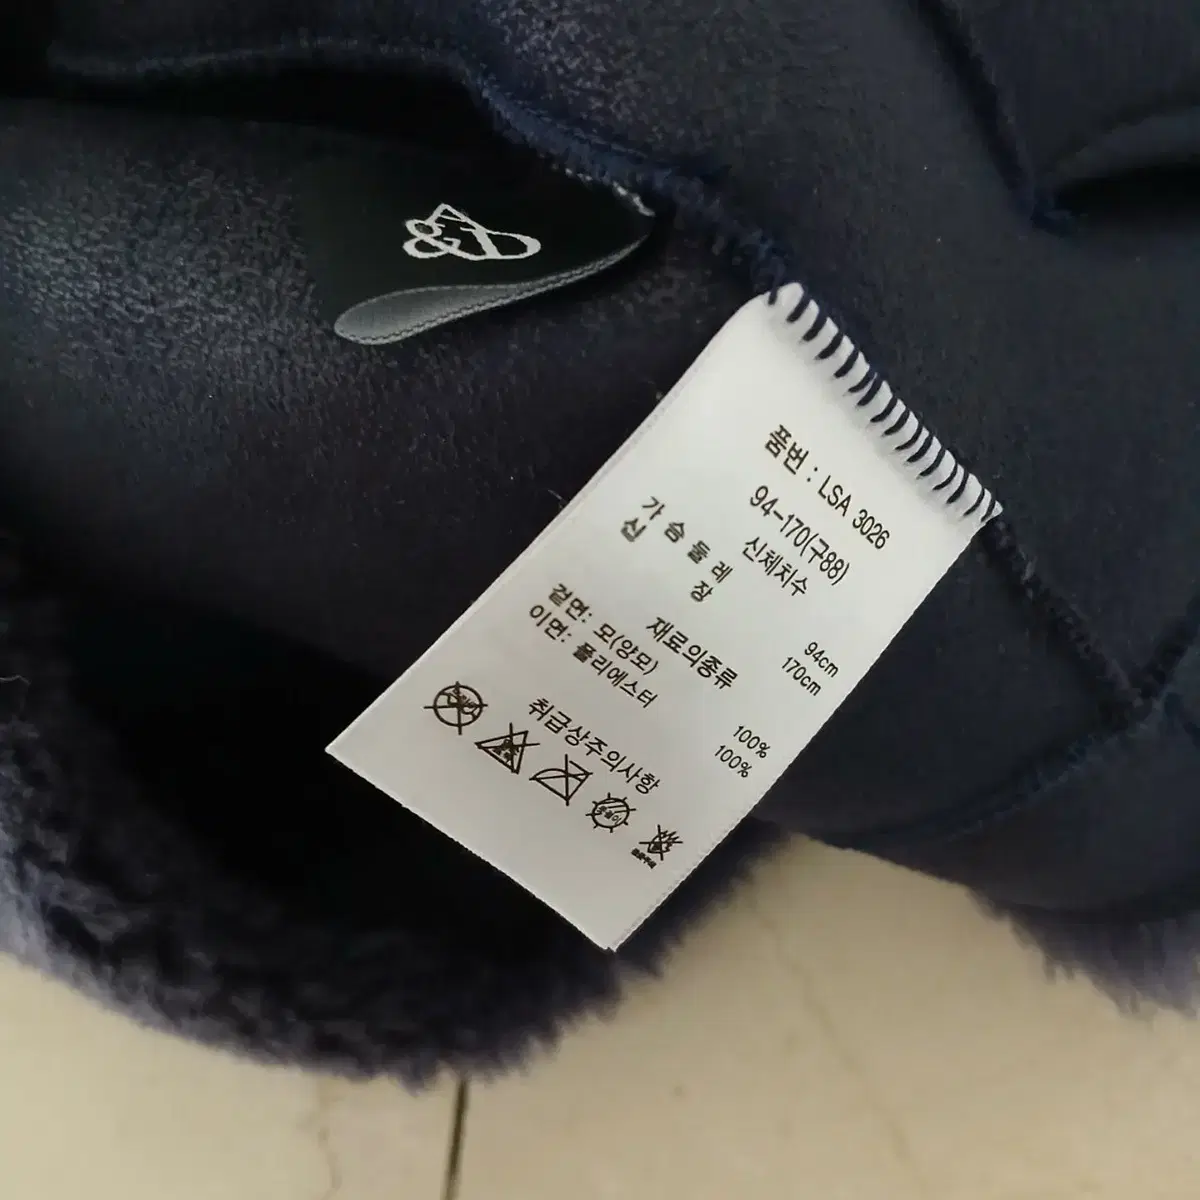 품번 : LSA 3026
94-170(구88)
신체치수
가슴둘레 94cm
신장 170cm
재료의종류
겉면: 모(양모) 100%
이면: 폴리에스터 100%
취급상주의사항